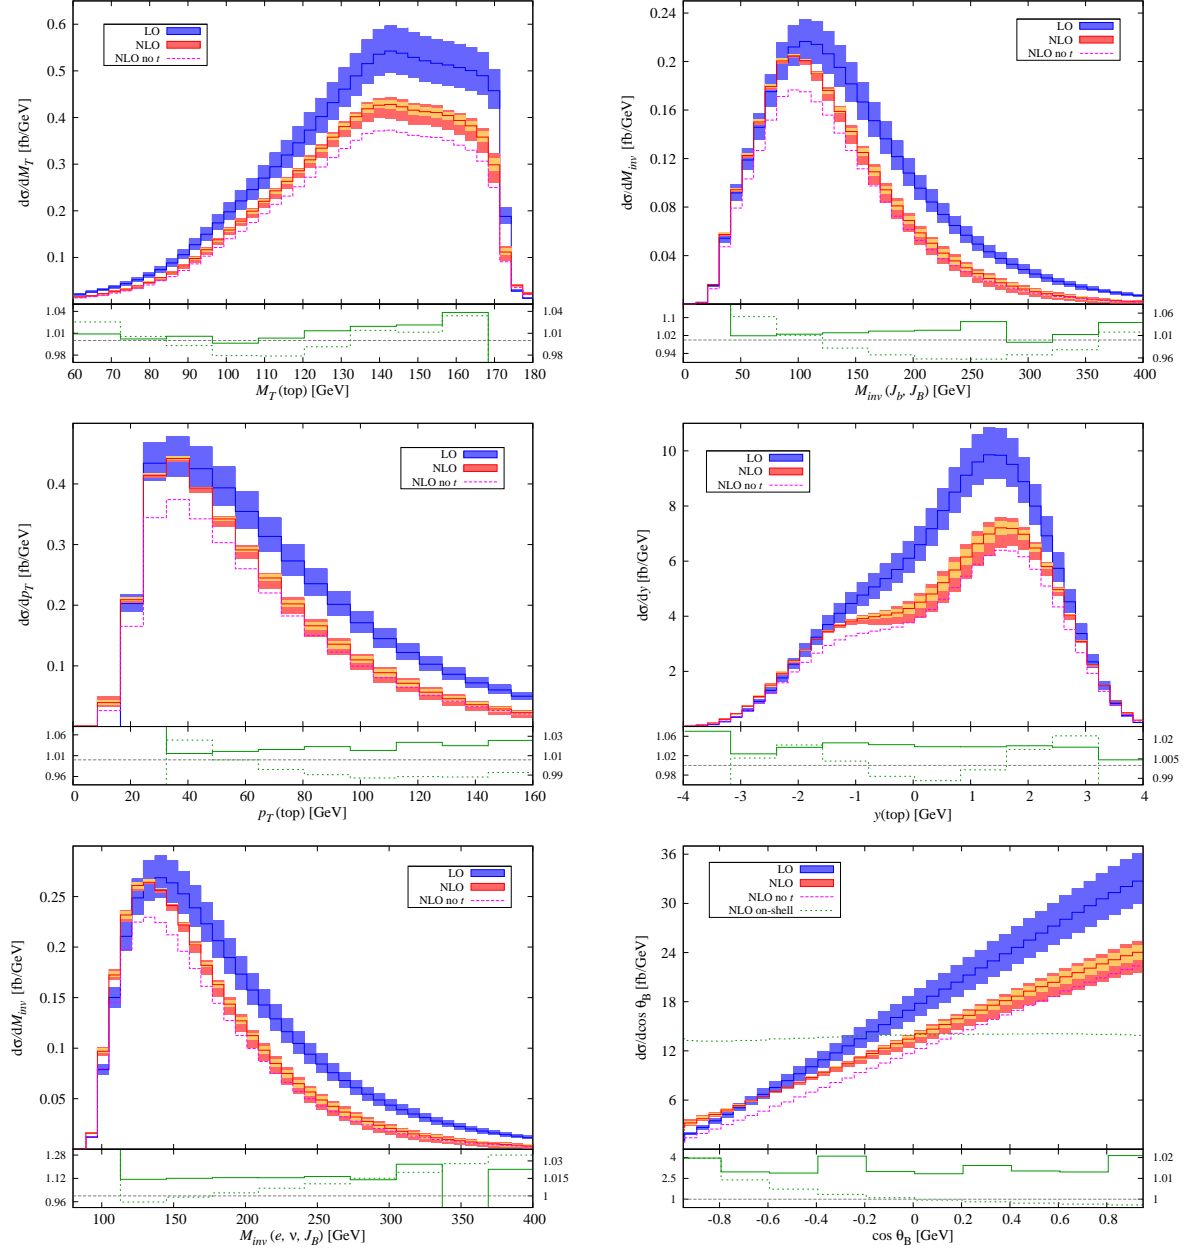 0.6
0.5
0.4
0.3
0.2
0.1
dσ/dM_T [fb/GeV]
LO
NLO
NLO no t
1.04
1.01
0.98
1.04
1.01
0.98
60 70 80 90 100 110 120 130 140 150 160 170 180
M_T(top) [GeV]
0.24
0.2
0.16
0.12
0.08
0.04
dσ/dM_inv [fb/GeV]
LO
NLO
NLO no t
1.1
1.02
0.94
1.06
1.01
0.96
0 50 100 150 200 250 300 350 400
M_inv(J_b, J_B) [GeV]
0.4
0.3
0.2
0.1
dσ/dp_T [fb/GeV]
LO
NLO
NLO no t
1.06
1.01
0.96
1.03
1.01
0.99
0 20 40 60 80 100 120 140 160
p_T(top) [GeV]
10
8
6
4
2
dσ/dy [fb/GeV]
LO
NLO
NLO no t
1.06
1.02
0.98
1.02
1.005
0.99
-4 -3 -2 -1 0 1 2 3 4
y(top) [GeV]
0.25
0.2
0.15
0.1
0.05
dσ/dM_inv [fb/GeV]
LO
NLO
NLO no t
1.28
1.12
0.96
1.03
1.015
1
100 150 200 250 300 350 400
M_inv(e, ν, J_B) [GeV]
36
30
24
18
12
6
dσ/dcos θ_B [fb/GeV]
LO
NLO
NLO no t
NLO on-shell
4
2.5
1
1.02
1.01
1
-0.8 -0.6 -0.4 -0.2 0 0.2 0.4 0.6 0.8
cos θ_B [GeV]